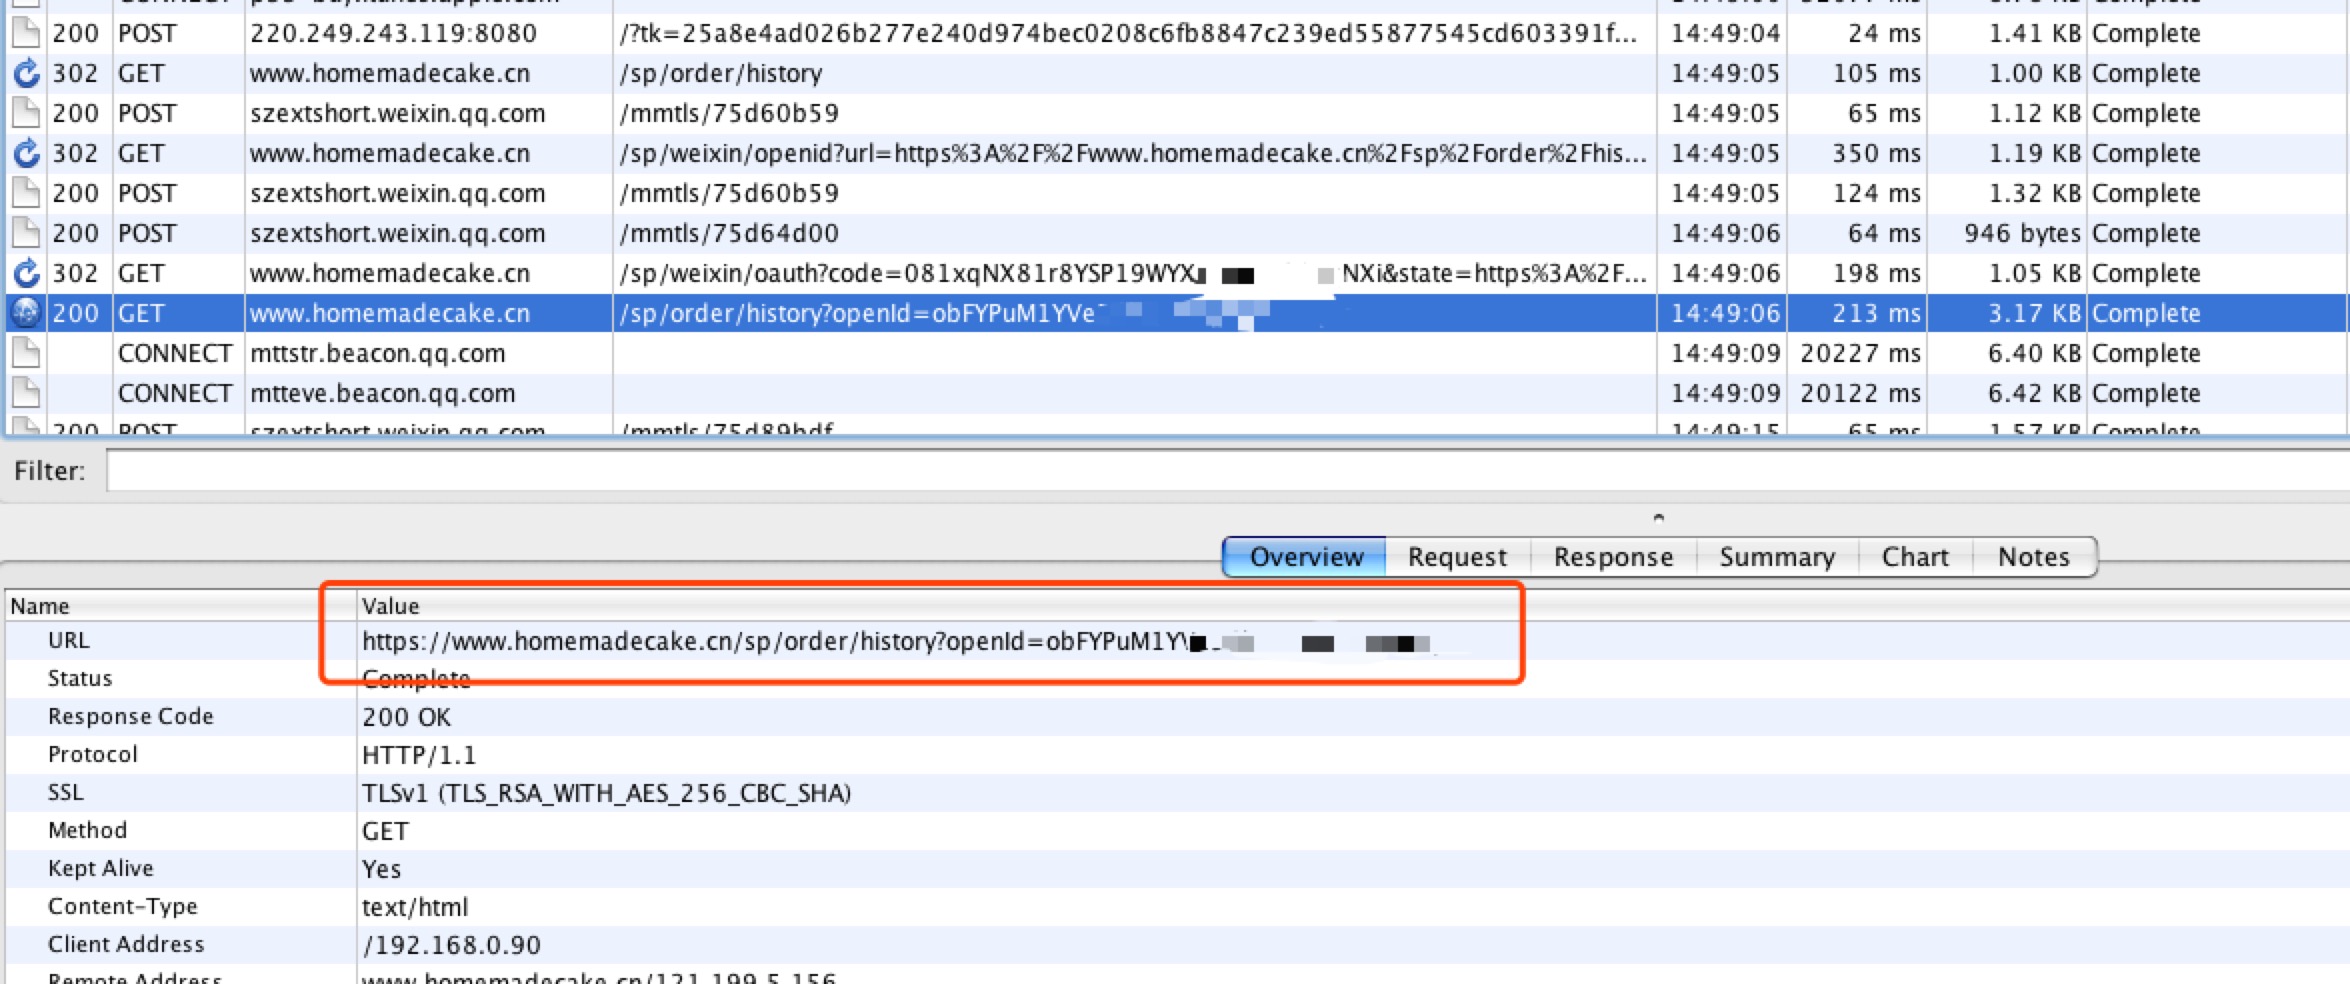 200 POST 220.249.243.119:8080 /?tk=25a8e4ad026b277e240d974bec0208c6fb8847c239ed55877545cd603391f... 14:49:04 24 ms 1.41 KB Complete
302 GET www.homemadecake.cn /sp/order/history 14:49:05 105 ms 1.00 KB Complete
200 POST szextshort.weixin.qq.com /mmtls/75d60b59 14:49:05 65 ms 1.12 KB Complete
302 GET www.homemadecake.cn /sp/weixin/openid?url=https%3A%2F%2Fwww.homemadecake.cn%2Fsp%2Forder%2Fhis... 14:49:05 350 ms 1.19 KB Complete
200 POST szextshort.weixin.qq.com /mmtls/75d60b59 14:49:05 124 ms 1.32 KB Complete
200 POST szextshort.weixin.qq.com /mmtls/75d64d00 14:49:06 64 ms 946 bytes Complete
302 GET www.homemadecake.cn /sp/weixin/oauth?code=081xqNX81r8YSP19WYX NXi&state=https%3A%2F... 14:49:06 198 ms 1.05 KB Complete
200 GET www.homemadecake.cn /sp/order/history?openId=obFYPuM1YVe 14:49:06 213 ms 3.17 KB Complete
CONNECT mttstr.beacon.qq.com 14:49:09 20227 ms 6.40 KB Complete
CONNECT mtteve.beacon.qq.com 14:49:09 20122 ms 6.42 KB Complete
200 POST szextshort.weixin.qq.com /mmtls/75d89bdf 14:49:15 65 ms 1.57 KB Complete
Filter:
Overview Request Response Summary Chart Notes
Name Value
URL https://www.homemadecake.cn/sp/order/history?openId=obFYPuM1Y
Status Complete
Response Code 200 OK
Protocol HTTP/1.1
SSL TLSv1 (TLS_RSA_WITH_AES_256_CBC_SHA)
Method GET
Kept Alive Yes
Content-Type text/html
Client Address /192.168.0.90
Remote Address www.homemadecake.cn/121.199.5.156